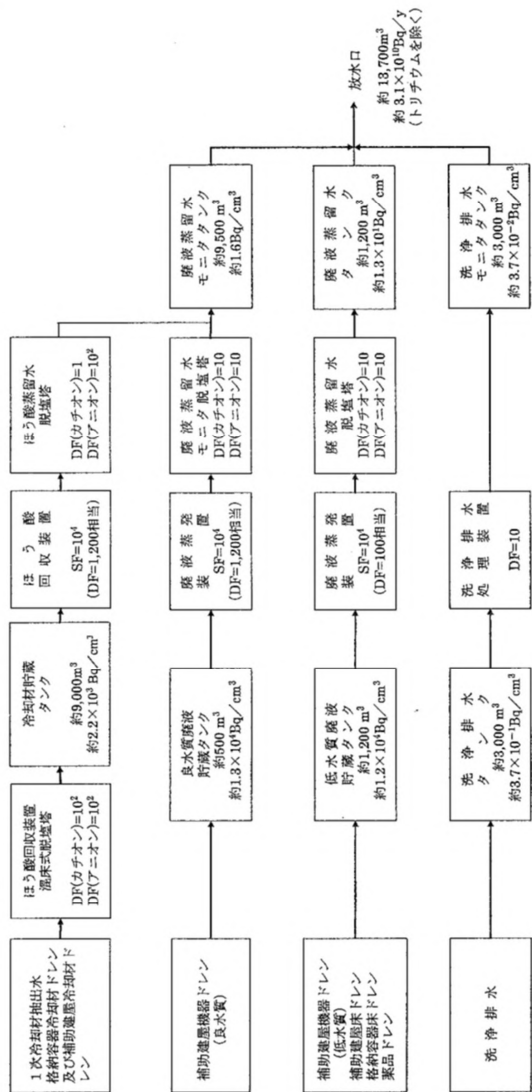 1次冷却材抽出水
格納容器冷却材ドレン
及び補助建屋冷却材ド
レン
ほう酸回収装置
混床式脱塩塔
DF(カチオン)=10²
DF(アニオン)=10²
冷却材貯蔵
タンク
約9,000m³
約2.2×10³ Bq/cm³
ほう酸
回収装置
SF=10⁴
(DF=1,200相当)
ほう酸蒸留水
脱塩塔
DF(カチオン)=1
DF(アニオン)=10²
補助建屋機器ドレン
(良水質)
良水質廃液
貯蔵タンク
約500 m³
約1.3×10⁴Bq/cm³
廃液蒸発
装置
SF=10⁴
(DF=1,200相当)
廃液蒸留水
モニタ脱塩塔
DF(カチオン)=10
DF(アニオン)=10
廃液蒸留水
モニタタンク
約9,500 m³
約1.6Bq/cm³
補助建屋機器ドレン
(低水質)
補助建屋床ドレン
格納容器床ドレン
薬品ドレン
低水質廃液
貯蔵タンク
約1,200 m³
約1.2×10⁴Bq/cm³
廃液蒸発
装置
SF=10⁴
(DF=100相当)
廃液蒸留水
脱塩塔
DF(カチオン)=10
DF(アニオン)=10
廃液蒸留水
タンク
約1,200 m³
約1.3×10¹Bq/cm³
洗浄排水
洗浄排水
タンク
約3,000 m³
約3.7×10⁻¹Bq/cm³
洗浄排水
処理装置
DF=10
洗浄排水
モニタタンク
約 3,000 m³
約 3.7×10⁻²Bq/cm³
放水口
約 13,700m³
約 3.1×10¹⁰Bq/y
(トリチウムを除く)